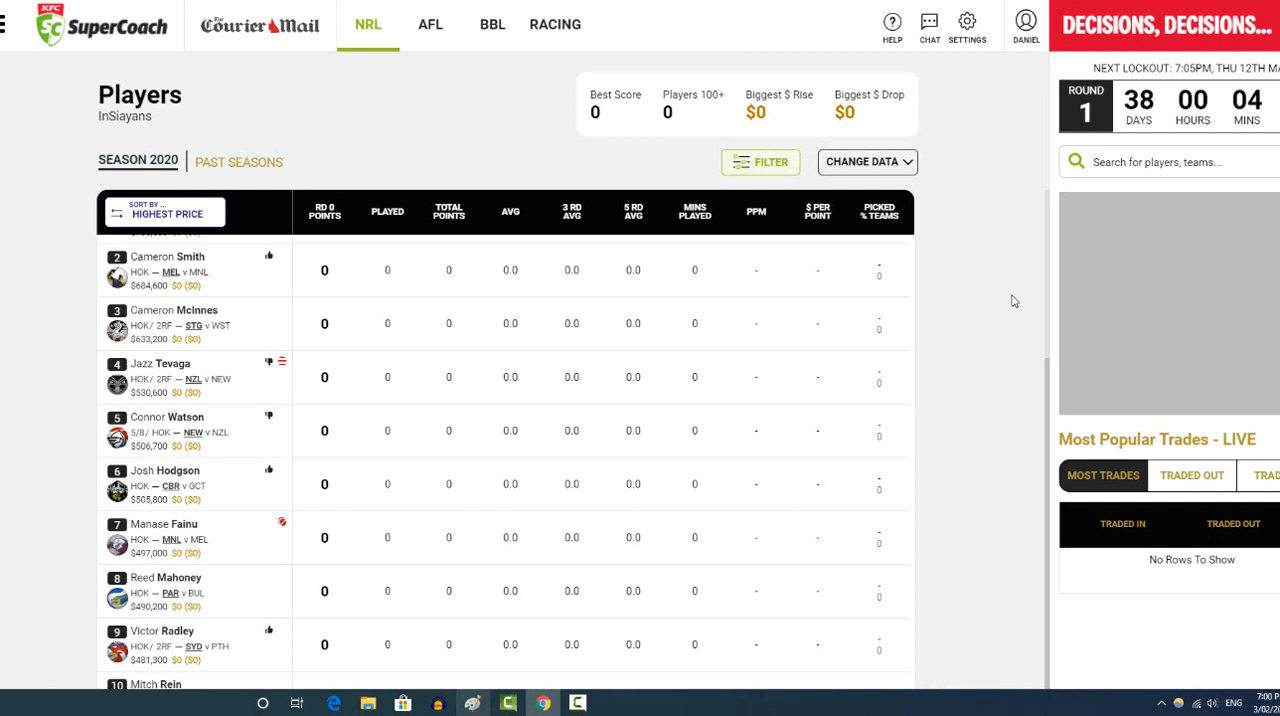 KFC
SC SuperCoach
The Courier Mail
NRL
AFL
BBL
RACING
HELP
CHAT
SETTINGS
DANIEL
DECISIONS, DECISIONS...
NEXT LOCKOUT: 7:05PM, THU 12TH MA
ROUND
1
38
DAYS
00
HOURS
04
MINS
Players
InSiayans
Best Score
0
Players 100+
0
Biggest $ Rise
$0
Biggest $ Drop
$0
SEASON 2020
PAST SEASONS
FILTER
CHANGE DATA
Search for players, teams...
SORT BY ...
HIGHEST PRICE
RD 0 POINTS
PLAYED
TOTAL POINTS
AVG
3 RD AVG
5 RD AVG
MINS PLAYED
PPM
$ PER POINT
PICKED % TEAMS
2 Cameron Smith
HOK — MEL v MNL
$684,600 $0 ($0)
0 0 0 0.0 0.0 0.0 0 - - -
0
3 Cameron McInnes
HOK/ 2RF — STG v WST
$633,200 $0 ($0)
0 0 0 0.0 0.0 0.0 0 - - -
0
4 Jazz Tevaga
HOK/ 2RF — NZL v NEW
$530,600 $0 ($0)
0 0 0 0.0 0.0 0.0 0 - - -
0
5 Connor Watson
5/8/ HOK — NEW v NZL
$506,700 $0 ($0)
0 0 0 0.0 0.0 0.0 0 - - -
0
6 Josh Hodgson
HOK — CBR v GCT
$505,800 $0 ($0)
0 0 0 0.0 0.0 0.0 0 - - -
0
7 Manase Fainu
HOK — MNL v MEL
$497,000 $0 ($0)
0 0 0 0.0 0.0 0.0 0 - - -
0
8 Reed Mahoney
HOK — PAR v BUL
$490,200 $0 ($0)
0 0 0 0.0 0.0 0.0 0 - - -
0
9 Victor Radley
HOK/ 2RF — SYD v PTH
$481,300 $0 ($0)
0 0 0 0.0 0.0 0.0 0 - - -
0
10 Mitch Rein
Most Popular Trades - LIVE
MOST TRADES
TRADED OUT
TRAD
TRADED IN
TRADED OUT
No Rows To Show
ENG
7:00 P
3/02/20